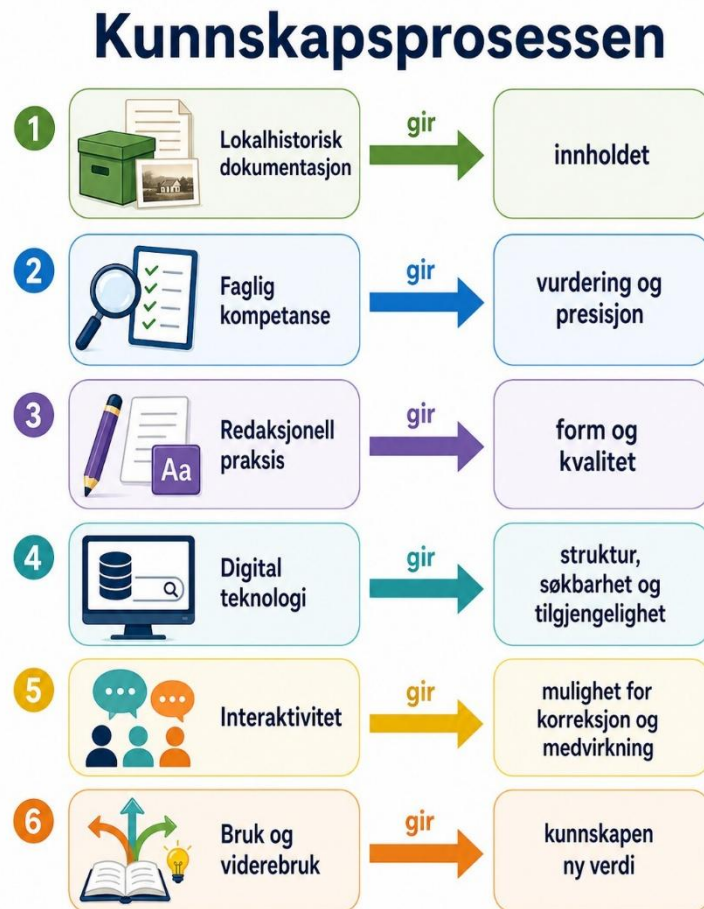 Kunnskapsprosessen
1
Lokalhistorisk
dokumentasjon
gir
innholdet
2
Faglig
kompetanse
gir
vurdering og
presisjon
3
Aa
Redaksjonell
praksis
gir
form og
kvalitet
4
Digital
teknologi
gir
struktur,
søkbarhet og
tilgjengelighet
5
Interaktivitet
gir
mulighet for
korreksjon og
medvirkning
6
Bruk og
viderebruk
gir
kunnskapen
ny verdi